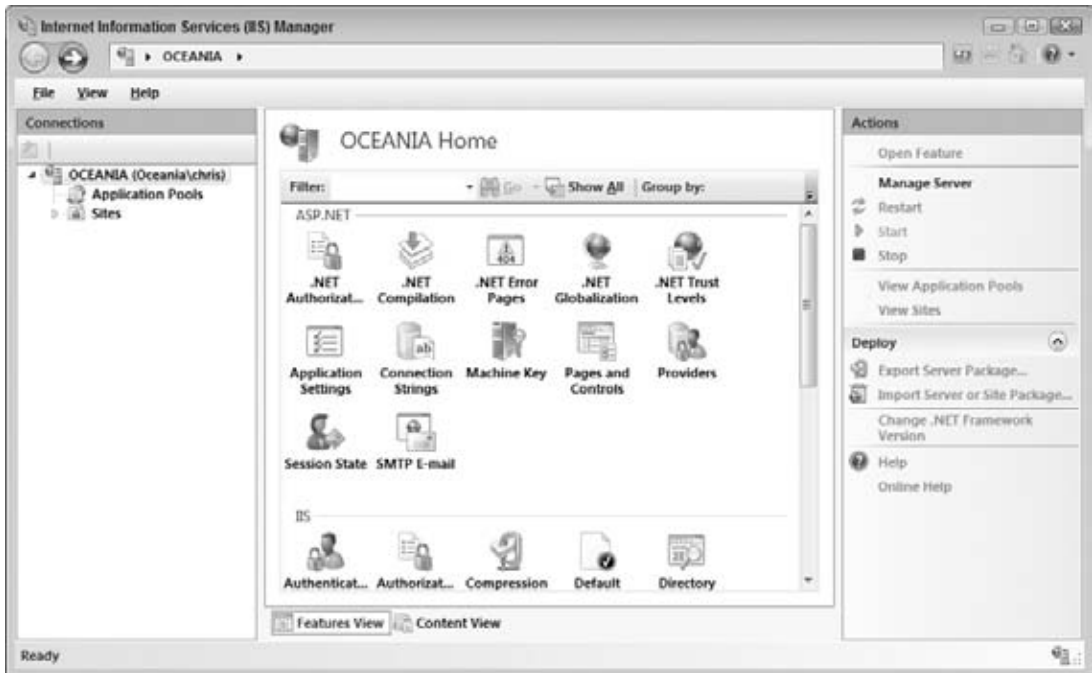 Internet Information Services (IIS) Manager
OCEANIA
File View Help
Connections
OCEANIA (Oceania\chris)
Application Pools
Sites
OCEANIA Home
Filter: Go Show All Group by:
ASP.NET
.NET Authorizat...
.NET Compilation
.NET Error Pages
.NET Globalization
.NET Trust Levels
Application Settings
Connection Strings
Machine Key
Pages and Controls
Providers
Session State
SMTP E-mail
IIS
Authenticat...
Authorizat...
Compression
Default
Directory
Features View
Content View
Actions
Open Feature
Manage Server
Restart
Start
Stop
View Application Pools
View Sites
Deploy
Export Server Package...
Import Server or Site Package...
Change .NET Framework
Version
Help
Online Help
Ready